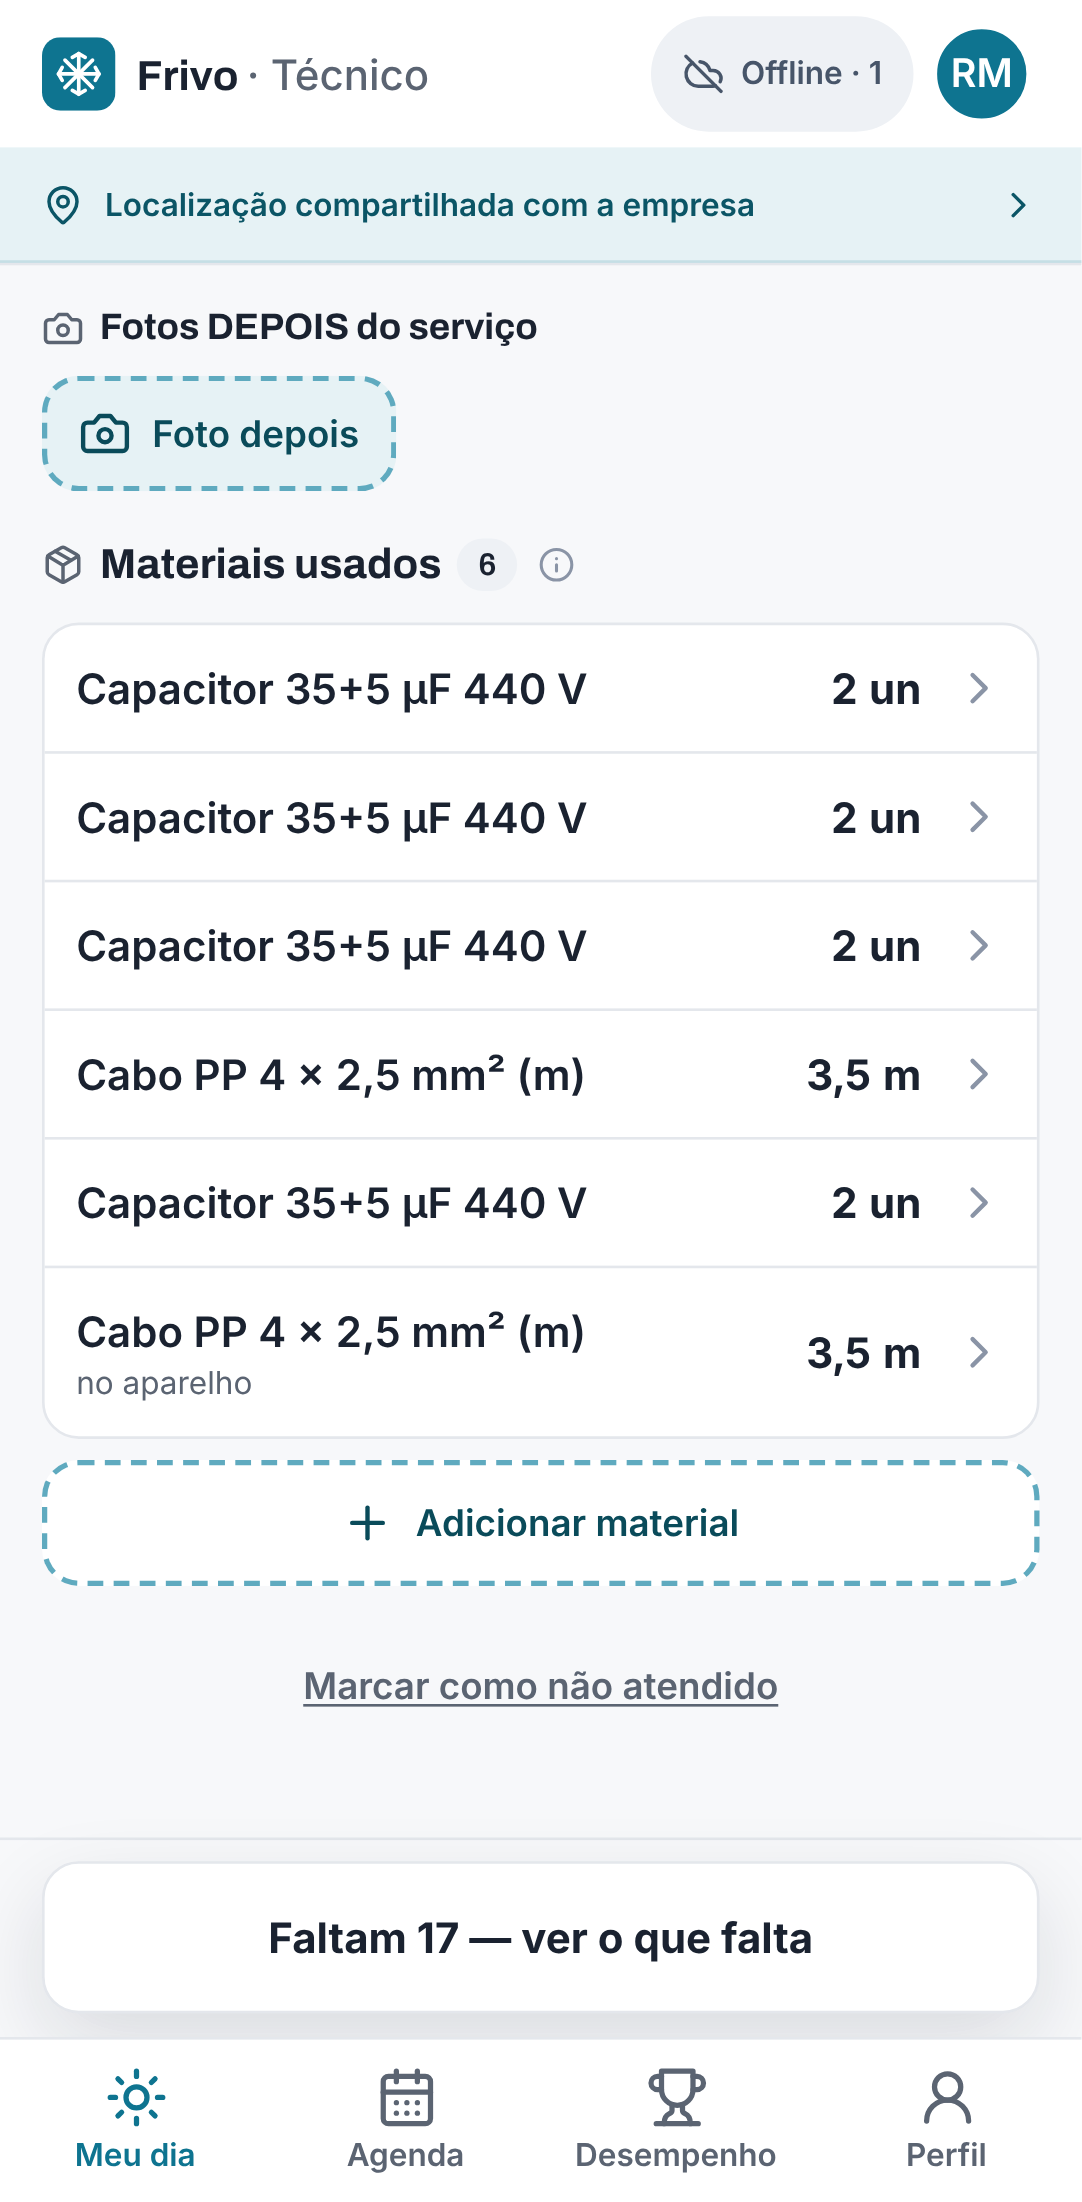 Frivo · Técnico
Offline · 1
RM
Localização compartilhada com a empresa
Fotos DEPOIS do serviço
Foto depois
Materiais usados 6
Capacitor 35+5 µF 440 V 2 un
Capacitor 35+5 µF 440 V 2 un
Capacitor 35+5 µF 440 V 2 un
Cabo PP 4 × 2,5 mm² (m) 3,5 m
Capacitor 35+5 µF 440 V 2 un
Cabo PP 4 × 2,5 mm² (m) 3,5 m
no aparelho
Adicionar material
Marcar como não atendido
Faltam 17 — ver o que falta
Meu dia
Agenda
Desempenho
Perfil